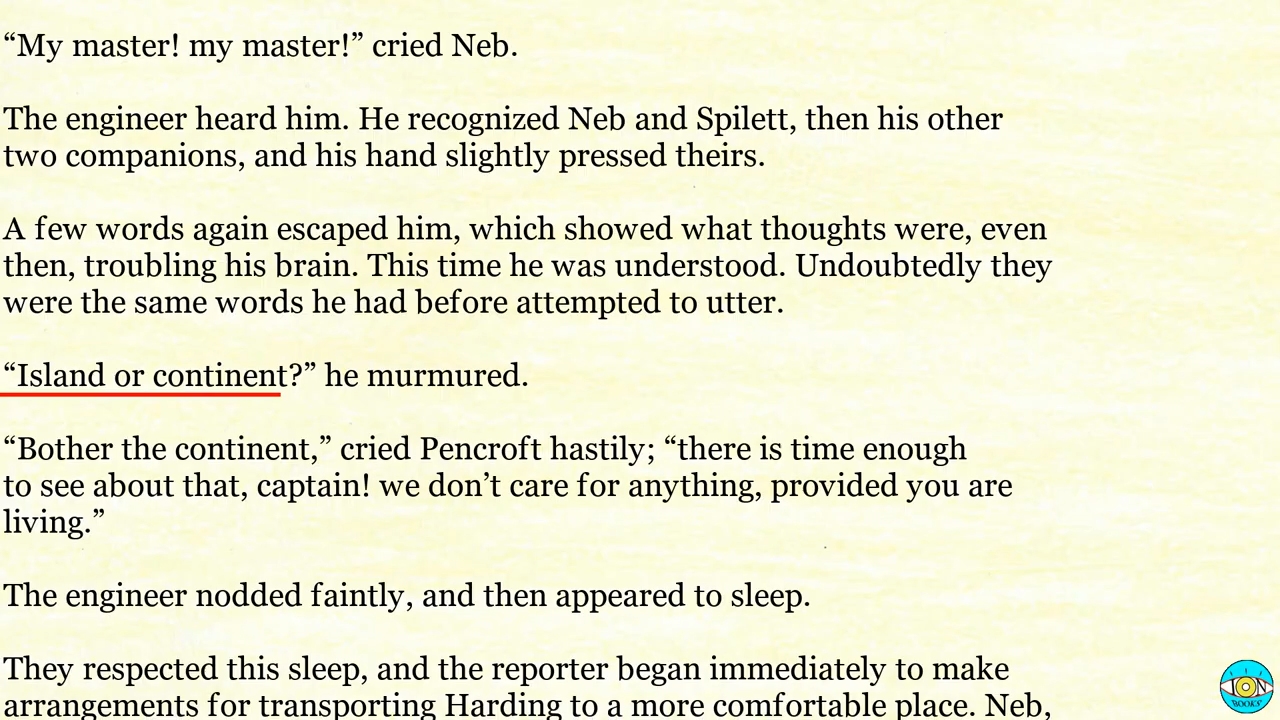 “My master! my master!” cried Neb.
The engineer heard him. He recognized Neb and Spilett, then his other
two companions, and his hand slightly pressed theirs.
A few words again escaped him, which showed what thoughts were, even
then, troubling his brain. This time he was understood. Undoubtedly they
were the same words he had before attempted to utter.
“Island or continent?” he murmured.
“Bother the continent,” cried Pencroft hastily; “there is time enough
to see about that, captain! we don’t care for anything, provided you are
living.”
The engineer nodded faintly, and then appeared to sleep.
They respected this sleep, and the reporter began immediately to make
arrangements for transporting Harding to a more comfortable place. Neb,
ION
BOOKS